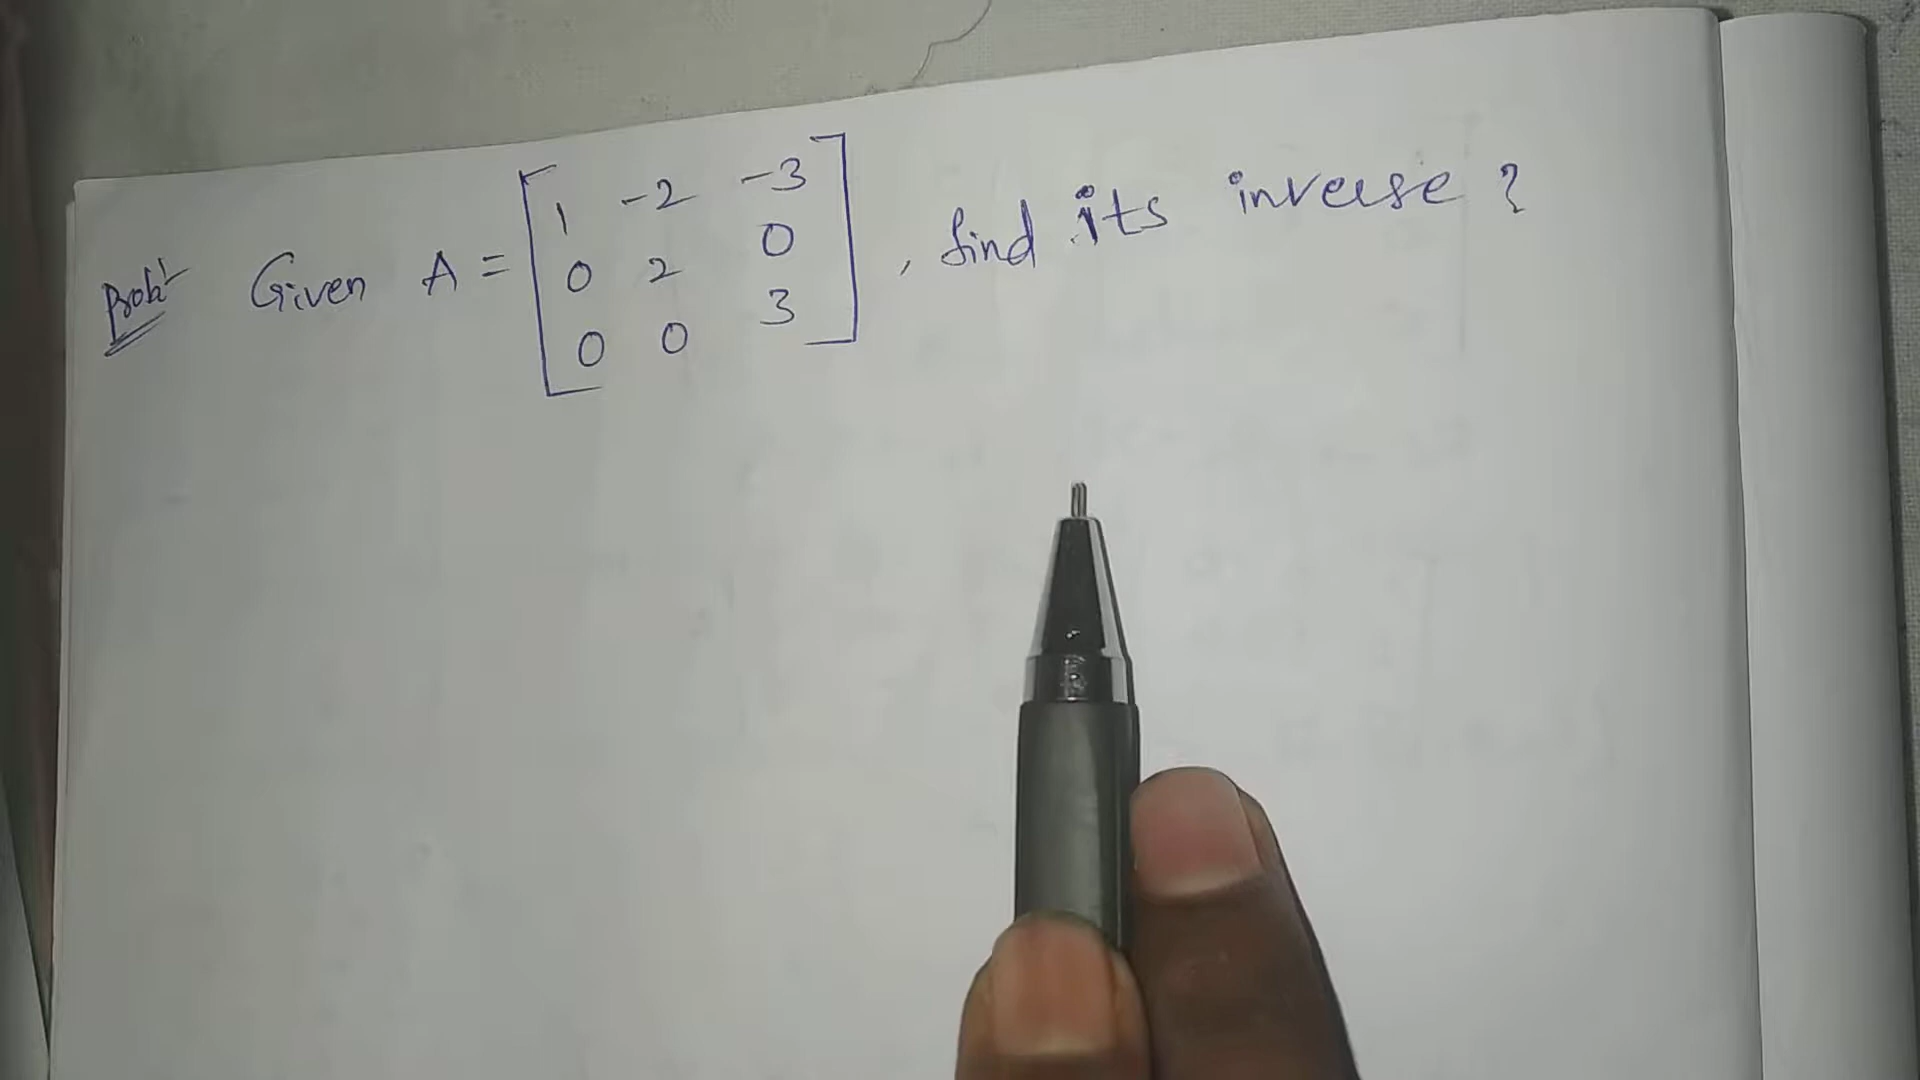 Prob:- Given A = [1 -2 -3
0 2 0
0 0 3] , find its inverse ?